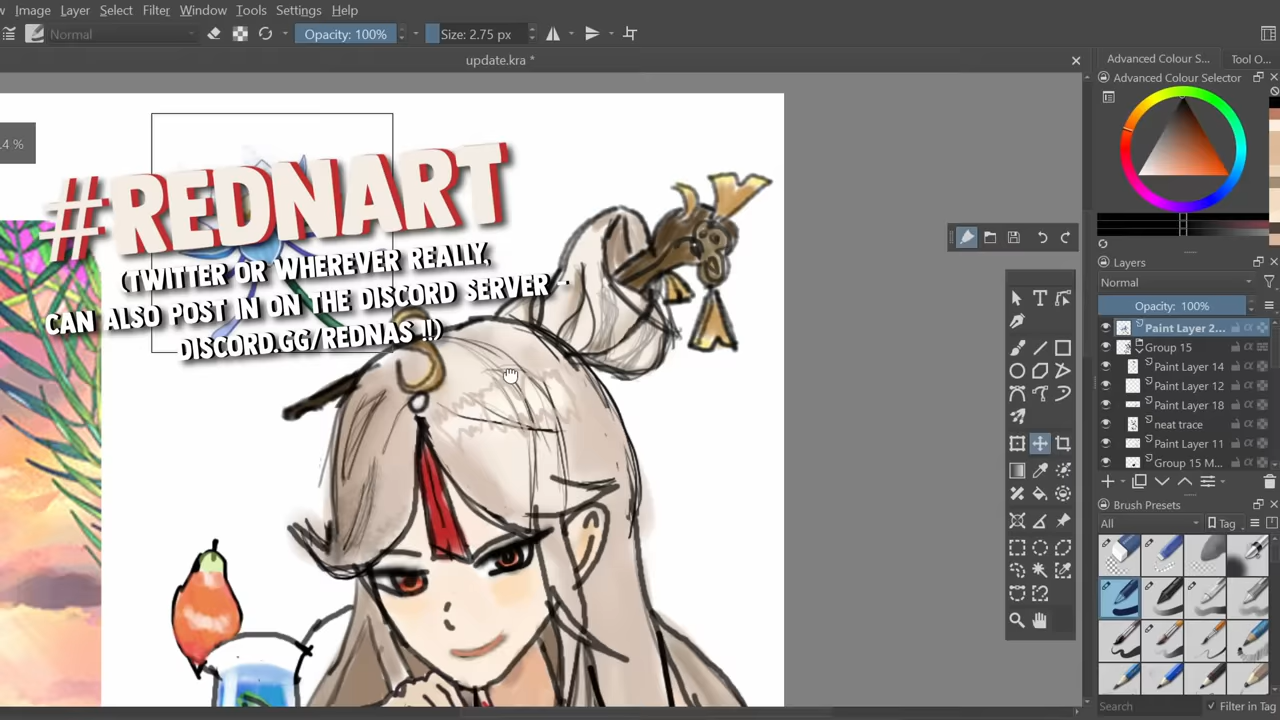 Image Layer Select Filter Window Tools Settings Help
Normal Opacity: 100% Size: 2.75 px
update.kra *
Advanced Colour S... Tool O...
Advanced Colour Selector
.4 %
#REDNART
(TWITTER OR WHEREVER REALLY,
CAN ALSO POST IN ON THE DISCORD SERVER -
DISCORD.GG/REDNAS !!)
Layers
Normal
Opacity: 100%
Paint Layer 2...
Group 15
Paint Layer 14
Paint Layer 12
Paint Layer 18
neat trace
Paint Layer 11
Group 15 M...
Brush Presets
All Tag
Search Filter in Tag